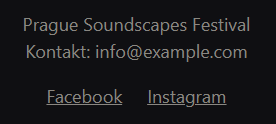 Prague Soundscapes Festival
Kontakt: info@example.com
Facebook Instagram